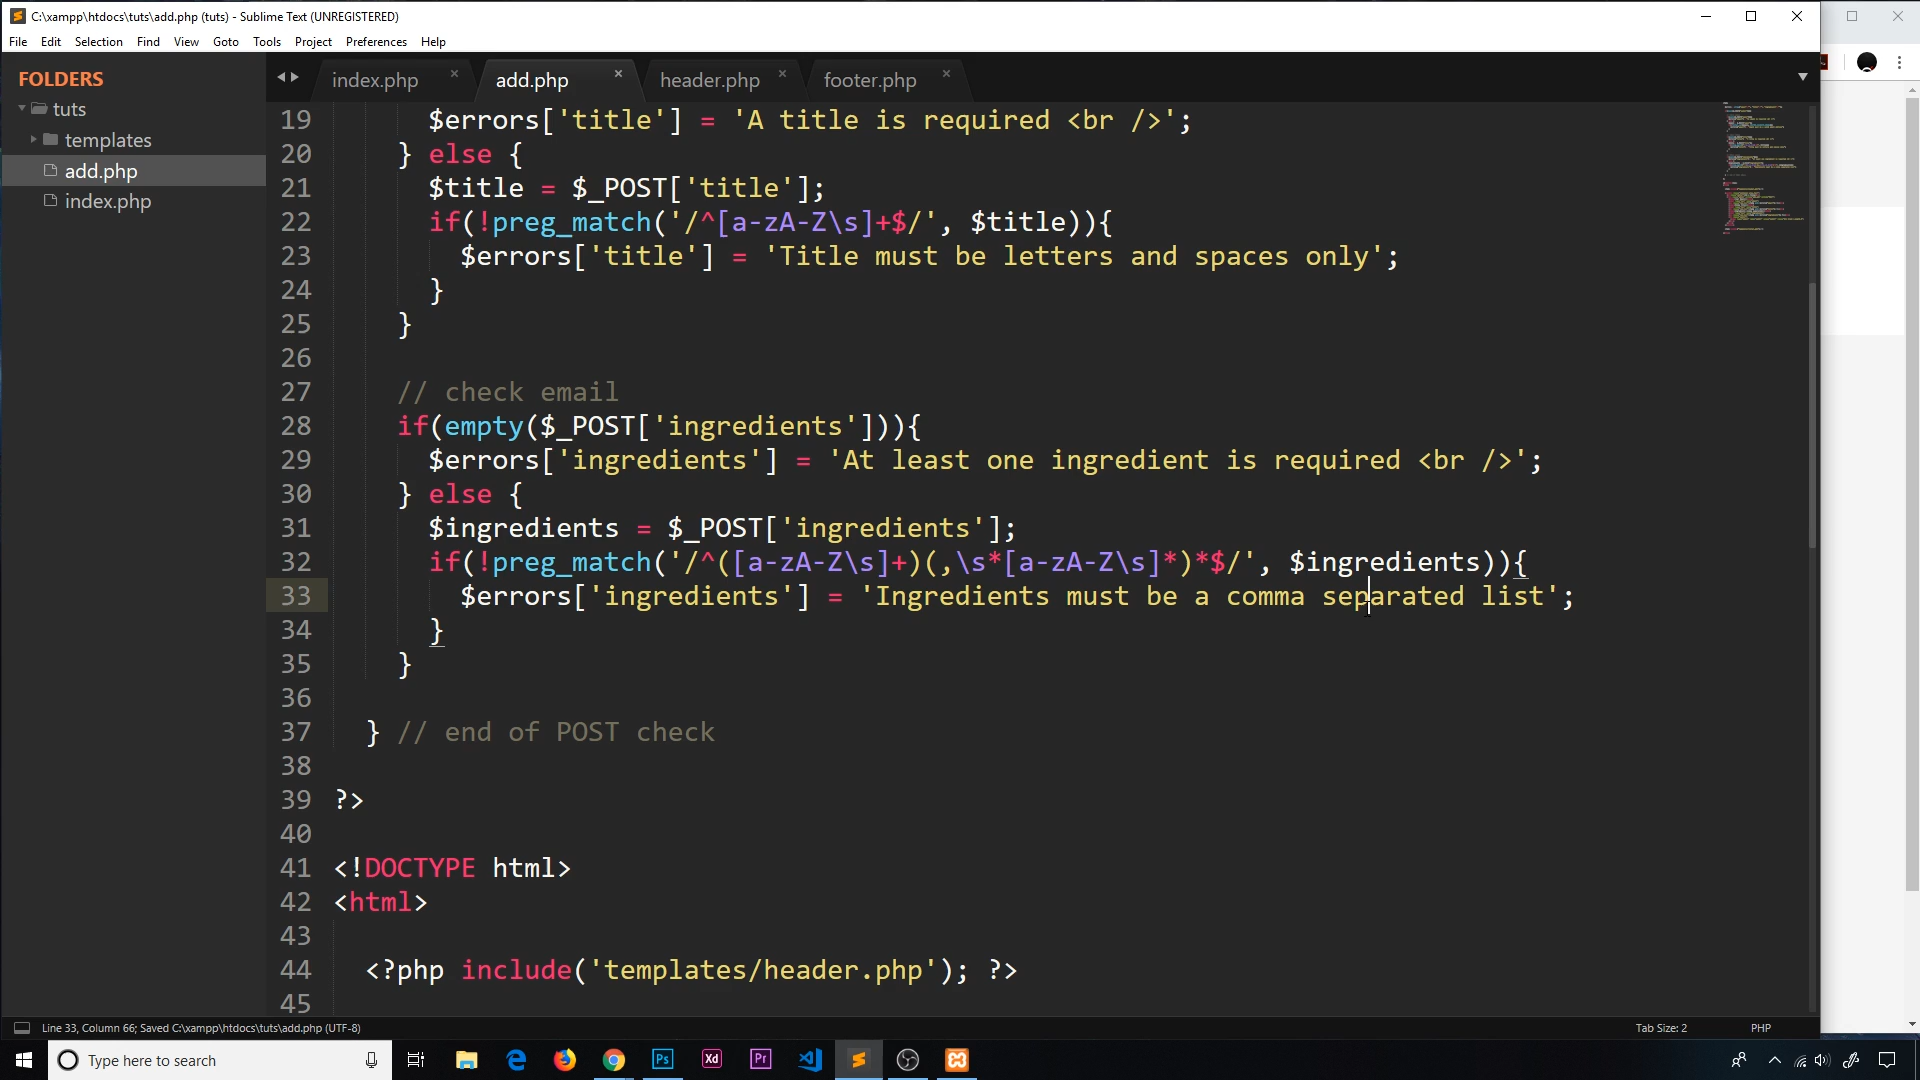 C:\xampp\htdocs\tuts\add.php (tuts) - Sublime Text (UNREGISTERED)
File Edit Selection Find View Goto Tools Project Preferences Help
FOLDERS
tuts
templates
add.php
index.php
index.php × add.php × header.php × footer.php ×
19 $errors['title'] = 'A title is required <br />';
20 } else {
21 $title = $_POST['title'];
22 if(!preg_match('/^[a-zA-Z\s]+$/', $title)){
23 $errors['title'] = 'Title must be letters and spaces only';
24 }
25 }
26
27 // check email
28 if(empty($_POST['ingredients'])){
29 $errors['ingredients'] = 'At least one ingredient is required <br />';
30 } else {
31 $ingredients = $_POST['ingredients'];
32 if(!preg_match('/^([a-zA-Z\s]+)(,\s*[a-zA-Z\s]*)*$/', $ingredients)){
33 $errors['ingredients'] = 'Ingredients must be a comma separated list';
34 }
35 }
36
37 } // end of POST check
38
39 ?>
40
41 <!DOCTYPE html>
42 <html>
43
44 <?php include('templates/header.php'); ?>
45
Line 33, Column 66; Saved C:\xampp\htdocs\tuts\add.php (UTF-8)
Tab Size: 2 PHP
Type here to search
Ps Xd Pr